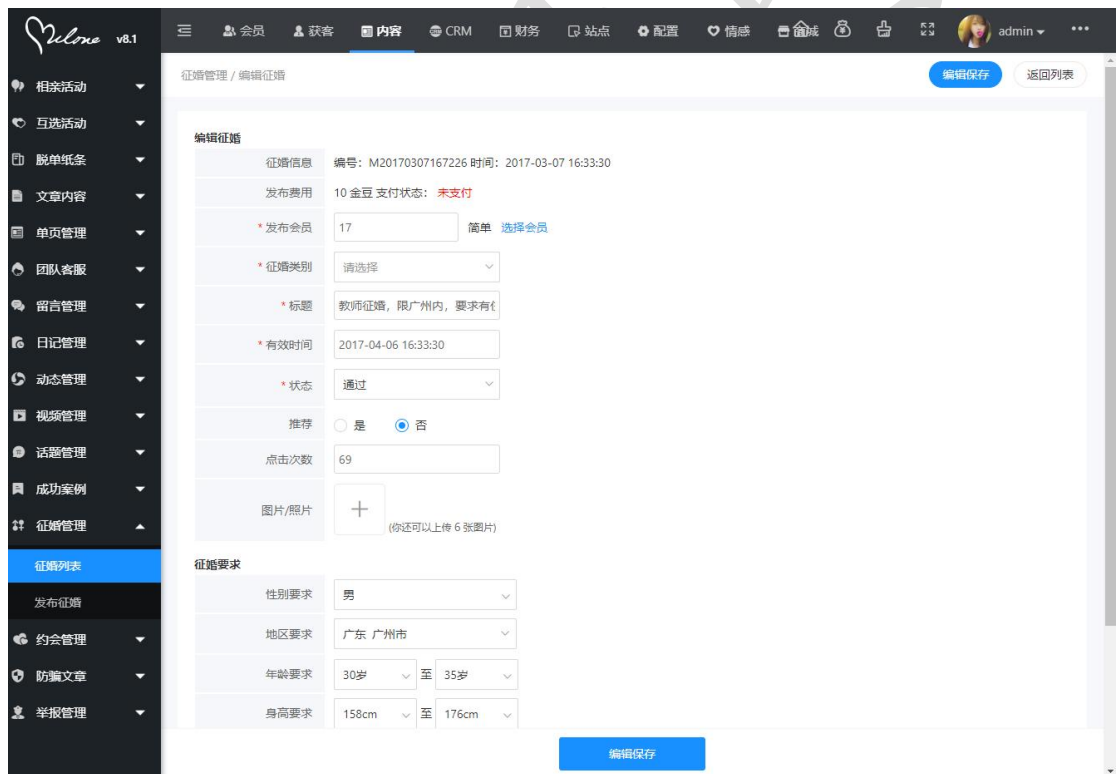 Milone v8.1
会员 获客 内容 CRM 财务 站点 配置 情感 商城 admin
征婚管理 / 编辑征婚
编辑保存 返回列表
相亲活动
互选活动
脱单纸条
文章内容
单页管理
团队客服
留言管理
日记管理
动态管理
视频管理
话题管理
成功案例
征婚管理
征婚列表
发布征婚
约会管理
防骗文章
举报管理
编辑征婚
征婚信息 编号：M20170307167226 时间：2017-03-07 16:33:30
发布费用 10 金豆 支付状态： 未支付
* 发布会员 17 简单 选择会员
* 征婚类别 请选择
* 标题 教师征婚，限广州内，要求有
* 有效时间 2017-04-06 16:33:30
* 状态 通过
推荐 是 否
点击次数 69
图片/照片 (你还可以上传 6 张图片)
征婚要求
性别要求 男
地区要求 广东 广州市
年龄要求 30岁 至 35岁
身高要求 158cm 至 176cm
编辑保存